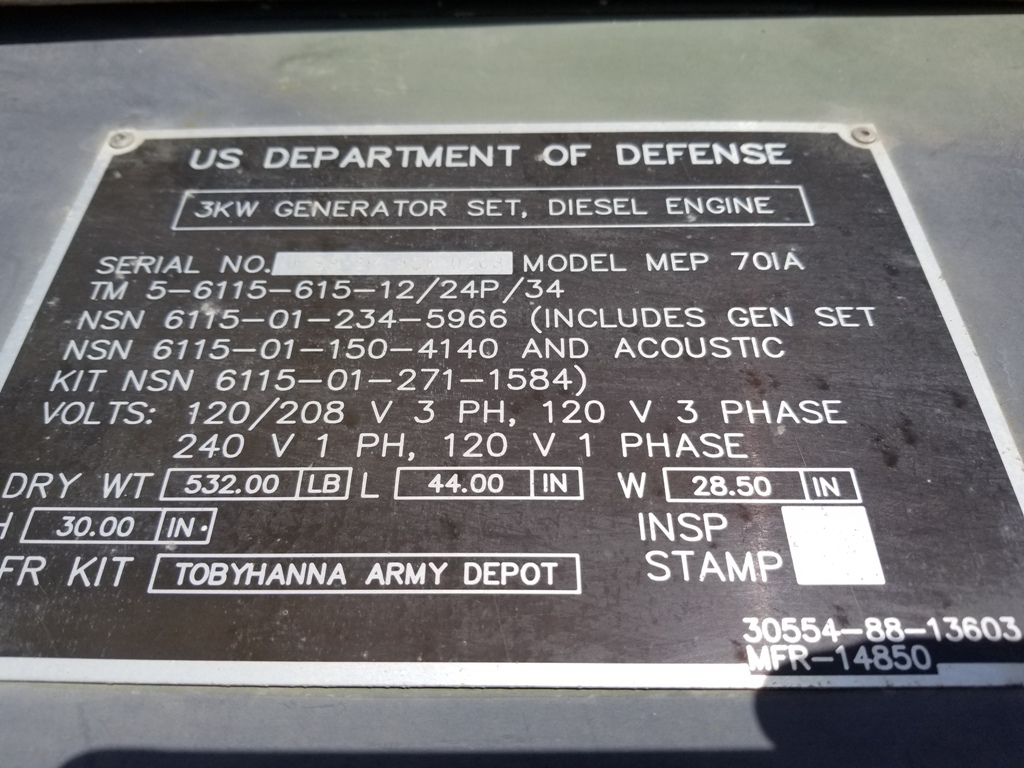 US DEPARTMENT OF DEFENSE
3KW GENERATOR SET, DIESEL ENGINE
SERIAL NO. MODEL MEP 701A
TM 5-6115-615-12/24P/34
NSN 6115-01-234-5966 (INCLUDES GEN SET
NSN 6115-01-150-4140 AND ACOUSTIC
KIT NSN 6115-01-271-1584)
VOLTS: 120/208 V 3 PH, 120 V 3 PHASE
240 V 1 PH, 120 V 1 PHASE
DRY WT 532.00 LB L 44.00 IN W 28.50 IN
H 30.00 IN. INSP
FR KIT TOBYHANNA ARMY DEPOT STAMP
30554-88-13603
MFR-14850